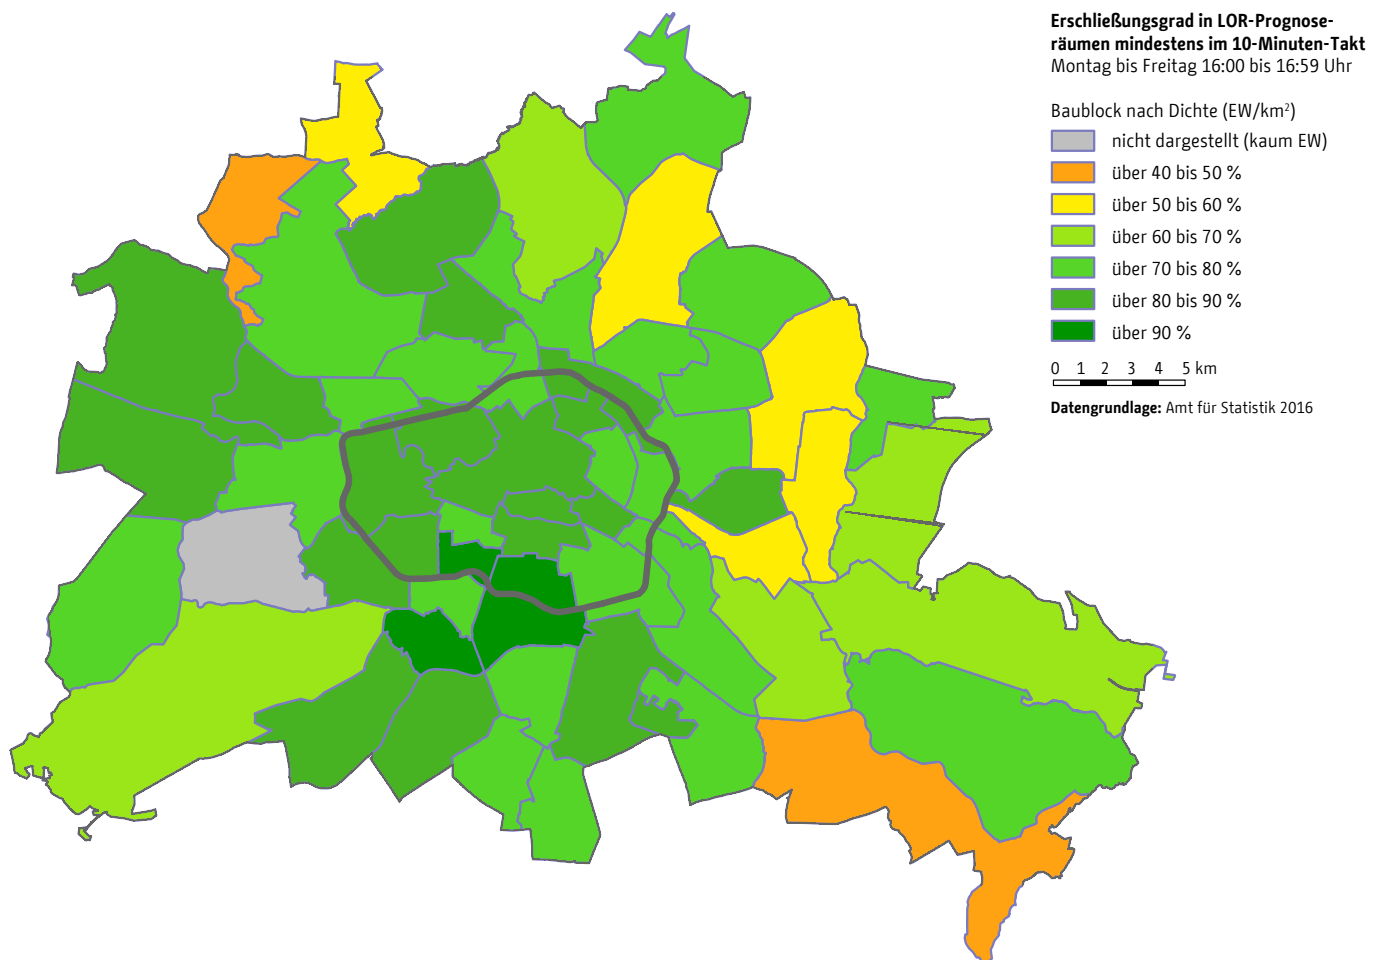 Erschließungsgrad in LOR-Prognose-
räumen mindestens im 10-Minuten-Takt
Montag bis Freitag 16:00 bis 16:59 Uhr
Baublock nach Dichte (EW/km²)
nicht dargestellt (kaum EW)
über 40 bis 50 %
über 50 bis 60 %
über 60 bis 70 %
über 70 bis 80 %
über 80 bis 90 %
über 90 %
0 1 2 3 4 5 km
Datengrundlage: Amt für Statistik 2016